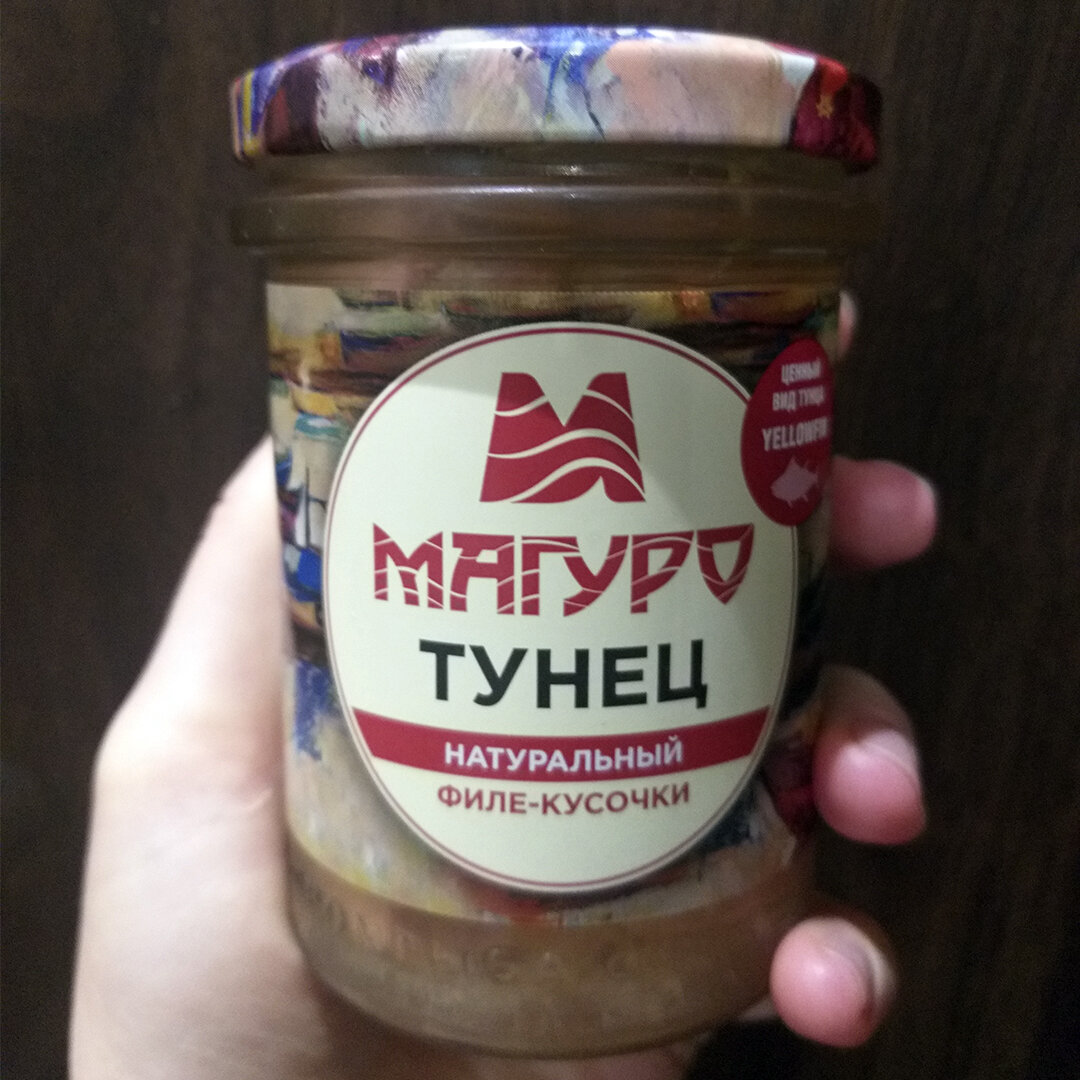 МАГУРО
ТУНЕЦ
НАТУРАЛЬНЫЙ
ФИЛЕ-КУСОЧКИ
ЦЕННЫЙ
ВИД ТУНЦА
YELLOWFIN